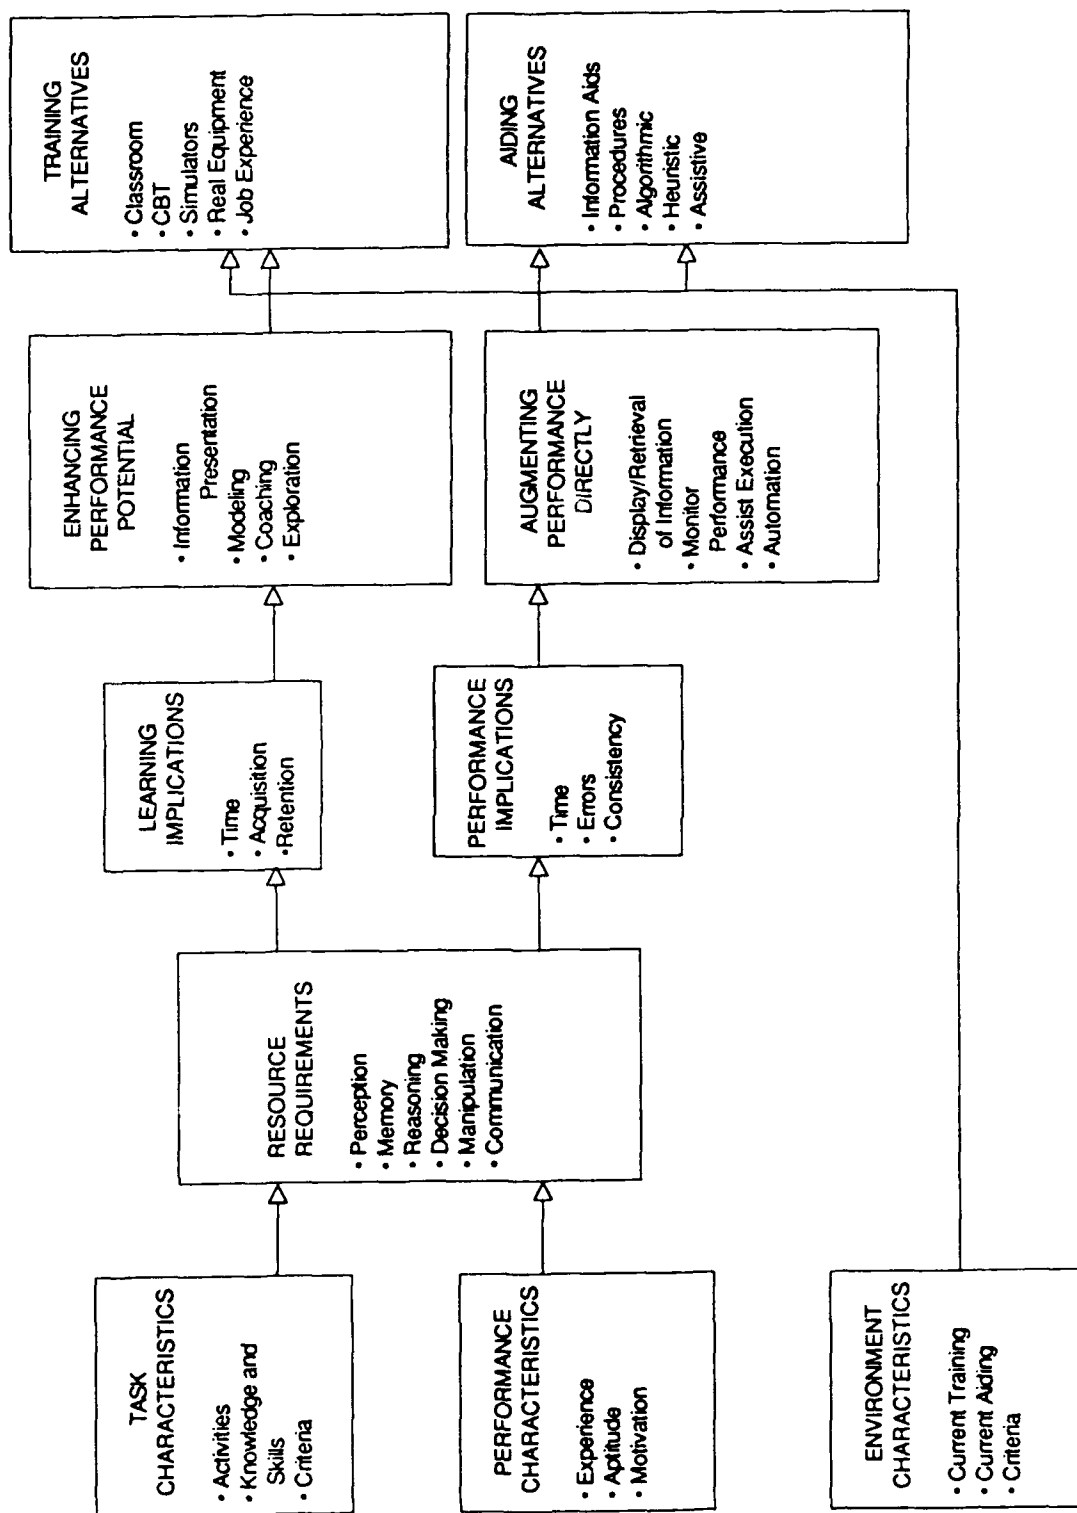 TASK
CHARACTERISTICS
• Activities
• Knowledge and
Skills
• Criteria
PERFORMANCE
CHARACTERISTICS
• Experience
• Aptitude
• Motivation
ENVIRONMENT
CHARACTERISTICS
• Current Training
• Current Aiding
• Criteria
RESOURCE
REQUIREMENTS
• Perception
• Memory
• Reasoning
• Decision Making
• Manipulation
• Communication
LEARNING
IMPLICATIONS
• Time
• Acquisition
• Retention
PERFORMANCE
IMPLICATIONS
• Time
• Errors
• Consistency
ENHANCING
PERFORMANCE
POTENTIAL
• Information
Presentation
• Modeling
• Coaching
• Exploration
AUGMENTING
PERFORMANCE
DIRECTLY
• Display/Retrieval
of Information
• Monitor
Performance
• Assist Execution
• Automation
TRAINING
ALTERNATIVES
• Classroom
• CBT
• Simulators
• Real Equipment
• Job Experience
AIDING
ALTERNATIVES
• Information Aids
• Procedures
• Algorithmic
• Heuristic
• Assistive